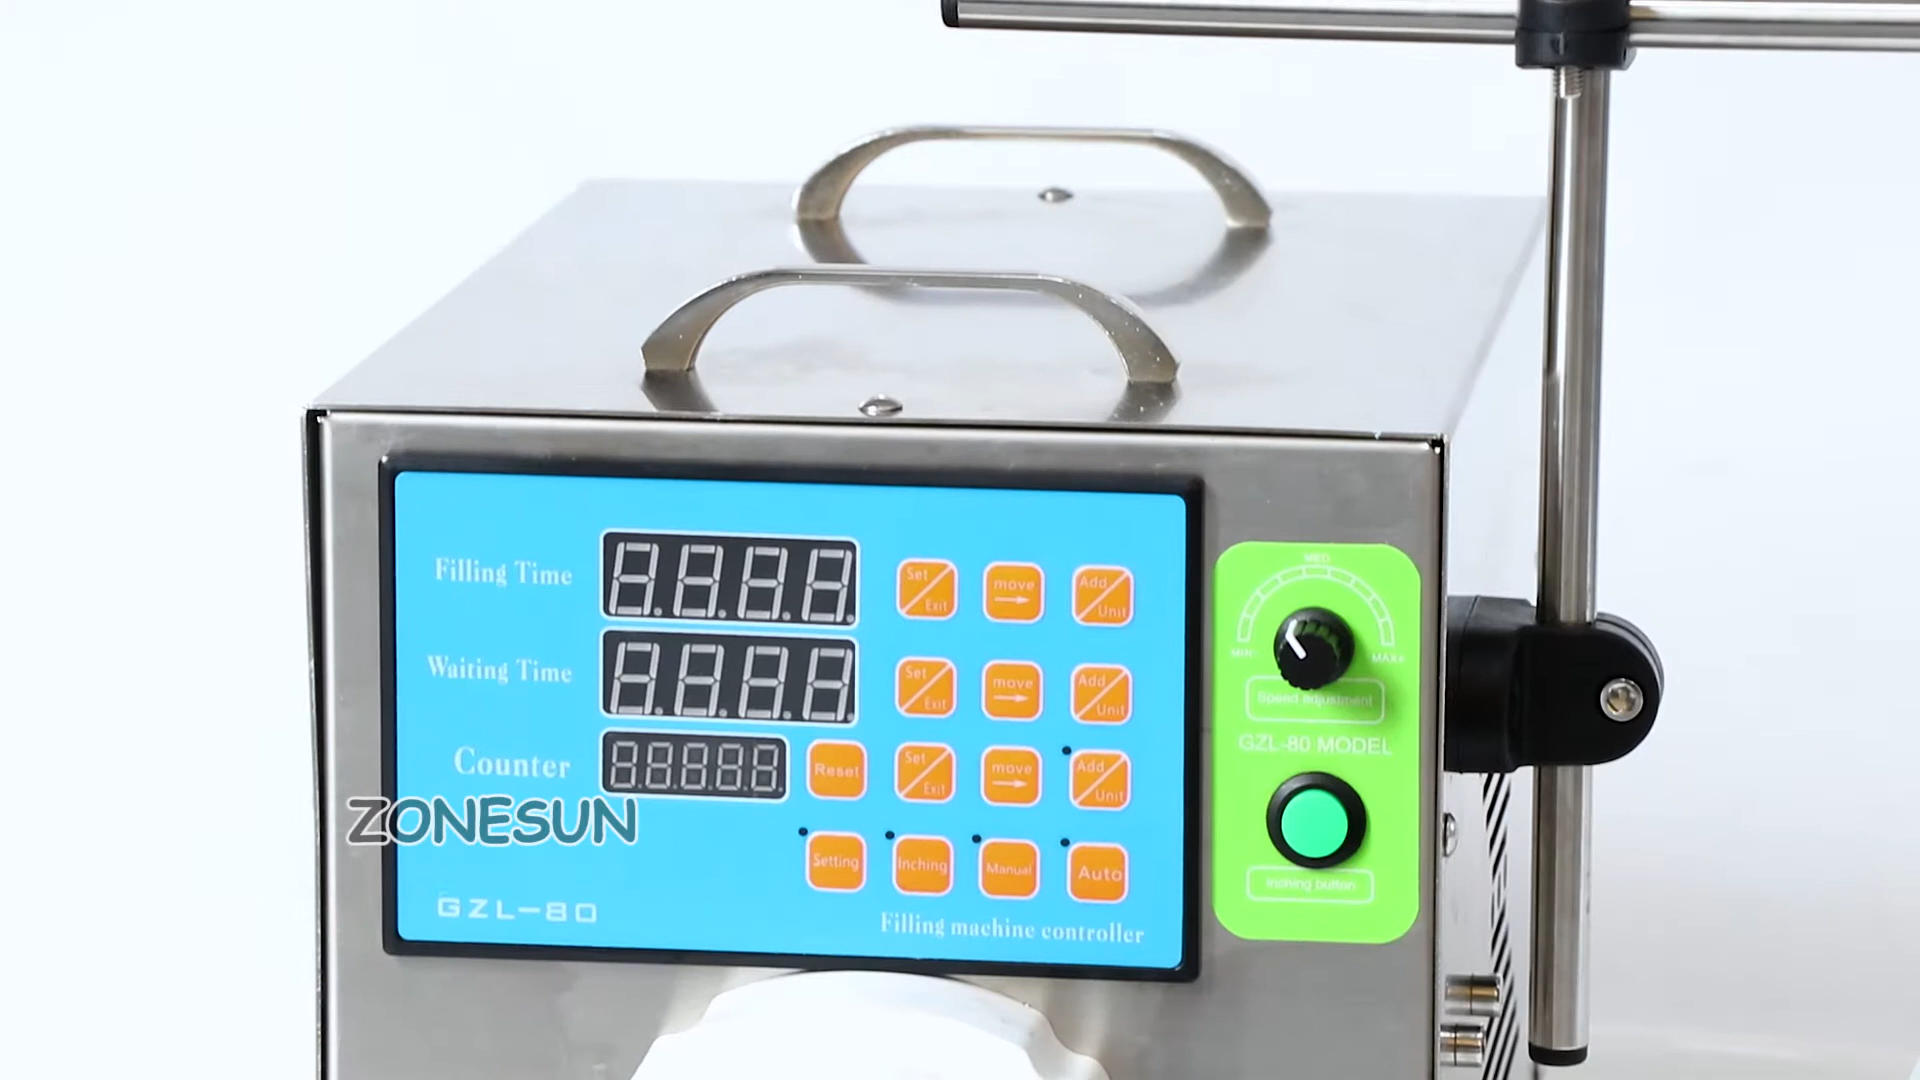 Filling Time
Set
Exit
move
Add
Unit
Waiting Time
Set
Exit
move
Add
Unit
Counter
Reset
Set
Exit
move
Add
Unit
ZONESUN
Setting
Inching
Manual
Auto
GZL-80
Filling machine controller
MED
MIN
MAX
Speed adjustment
GZL-80 MODEL
Inching button